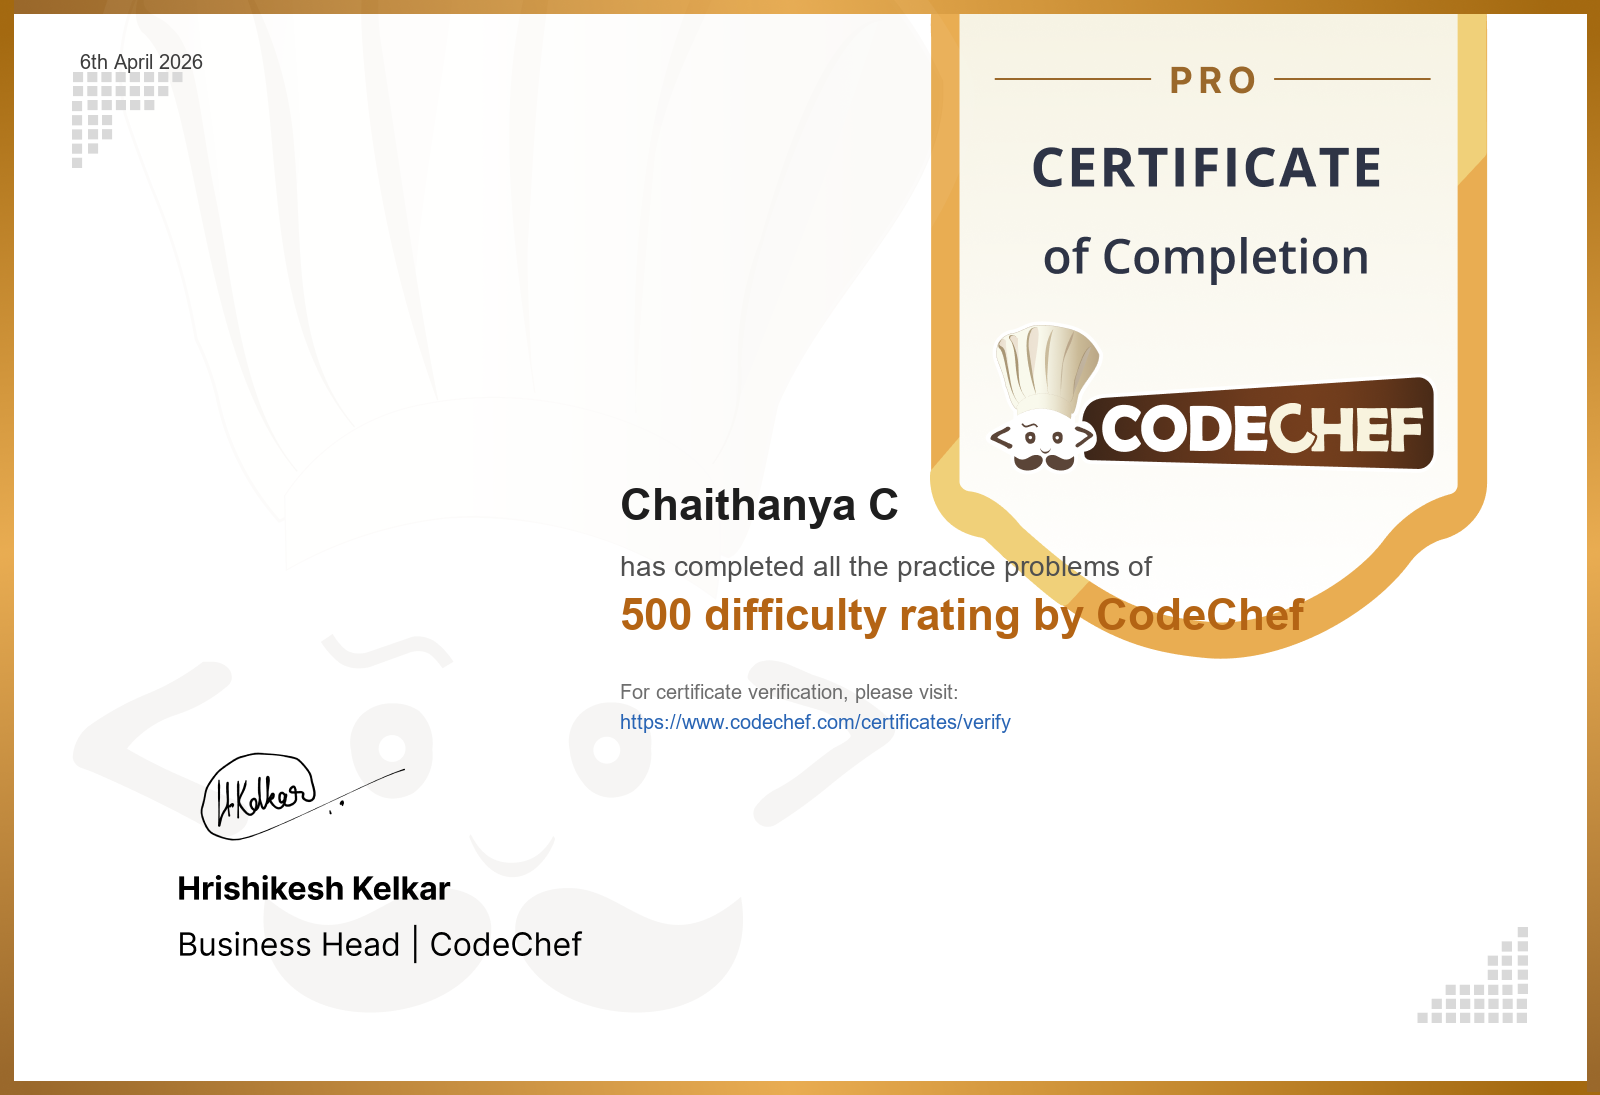 6th April 2026
PRO
CERTIFICATE
of Completion
CODECHEF
Chaithanya C
has completed all the practice problems of
500 difficulty rating by CodeChef
For certificate verification, please visit:
https://www.codechef.com/certificates/verify
H Kelkar
Hrishikesh Kelkar
Business Head | CodeChef